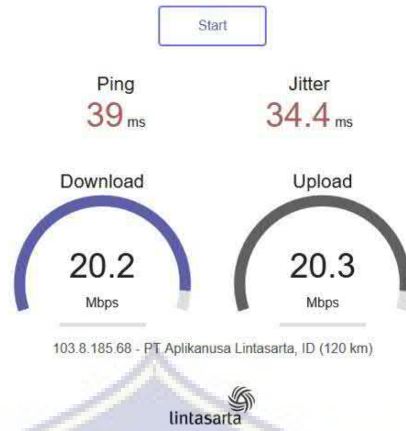 Start
Ping Jitter
39 ms 34.4 ms
Download Upload
20.2 20.3
Mbps Mbps
103.8.185.68 - PT Aplikanusa Lintasarta, ID (120 km)
lintasarta